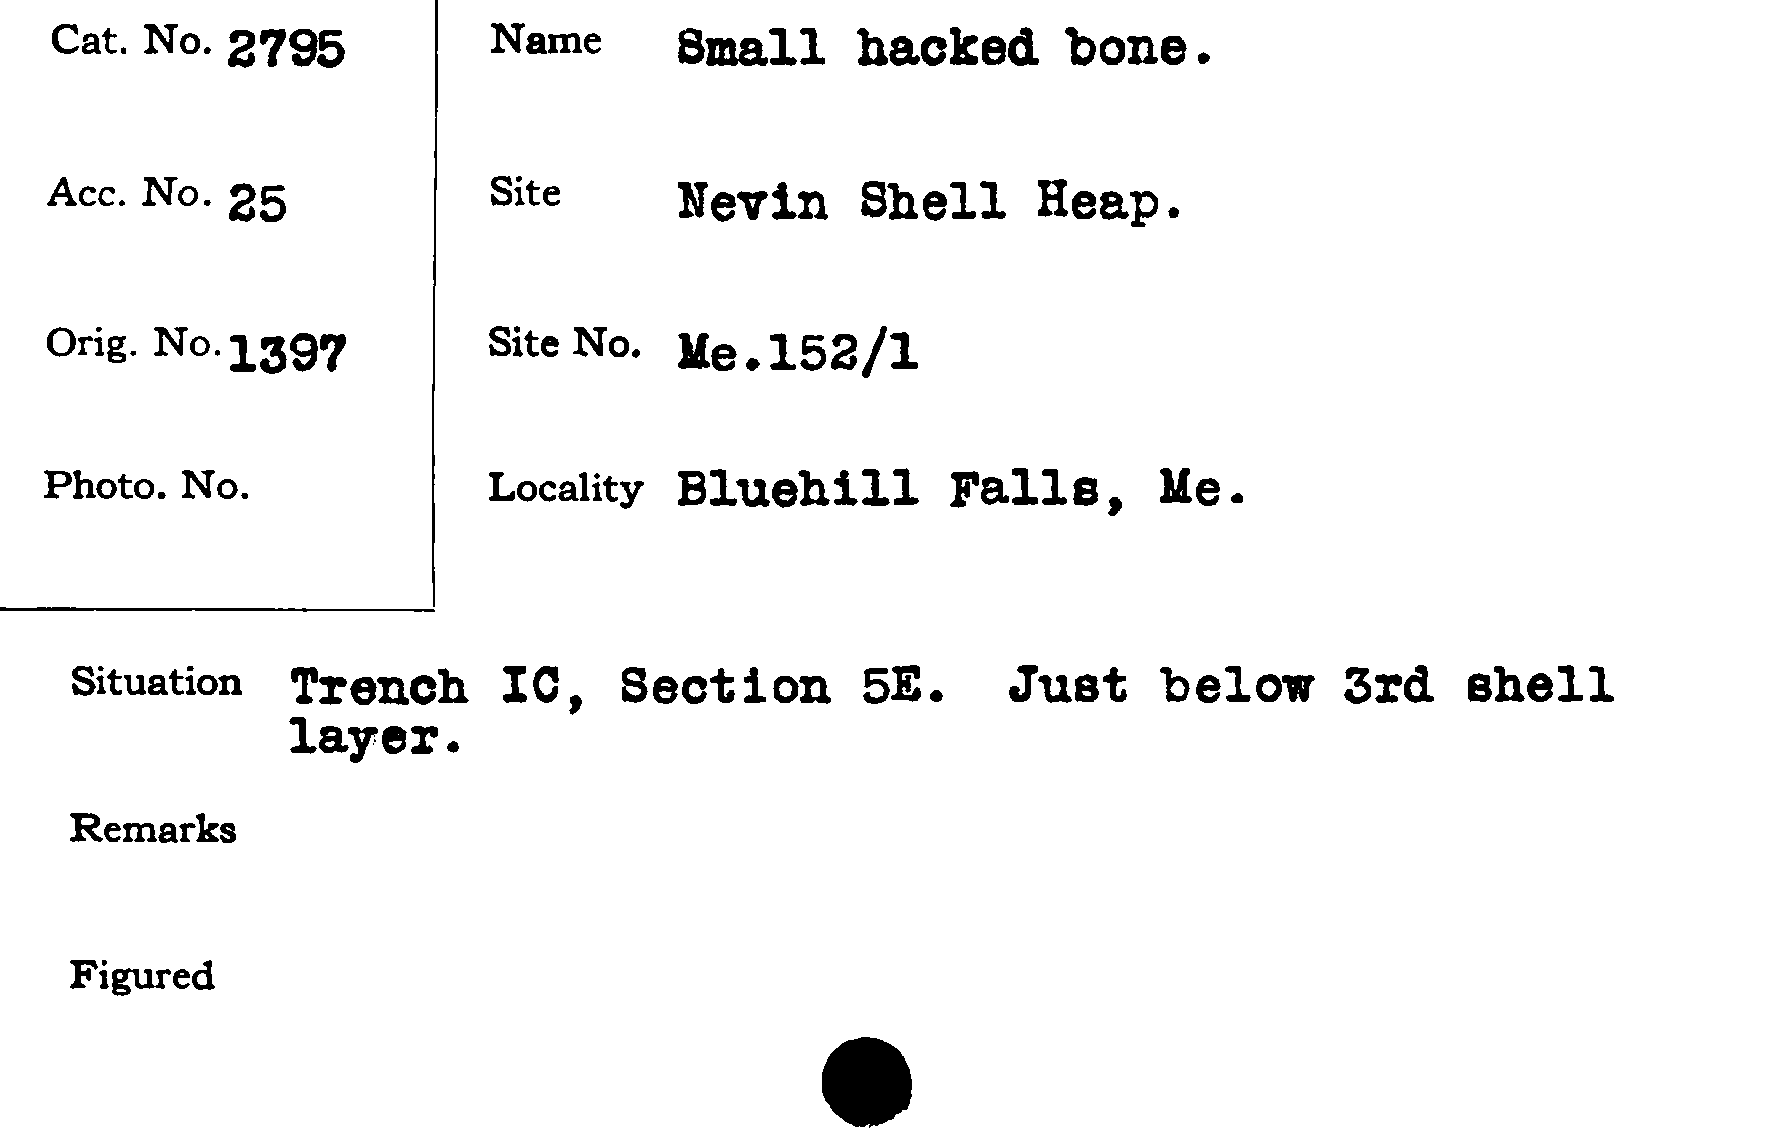 Cat. No. 2795
Acc. No. 25
Orig. No. 1397
Photo. No.
Name Small hacked bone.
Site Nevin Shell Heap.
Site No. Me.152/1
Locality Bluehill Falls, Me.
Situation Trench IC, Section 5E. Just below 3rd shell
layer.
Remarks
Figured